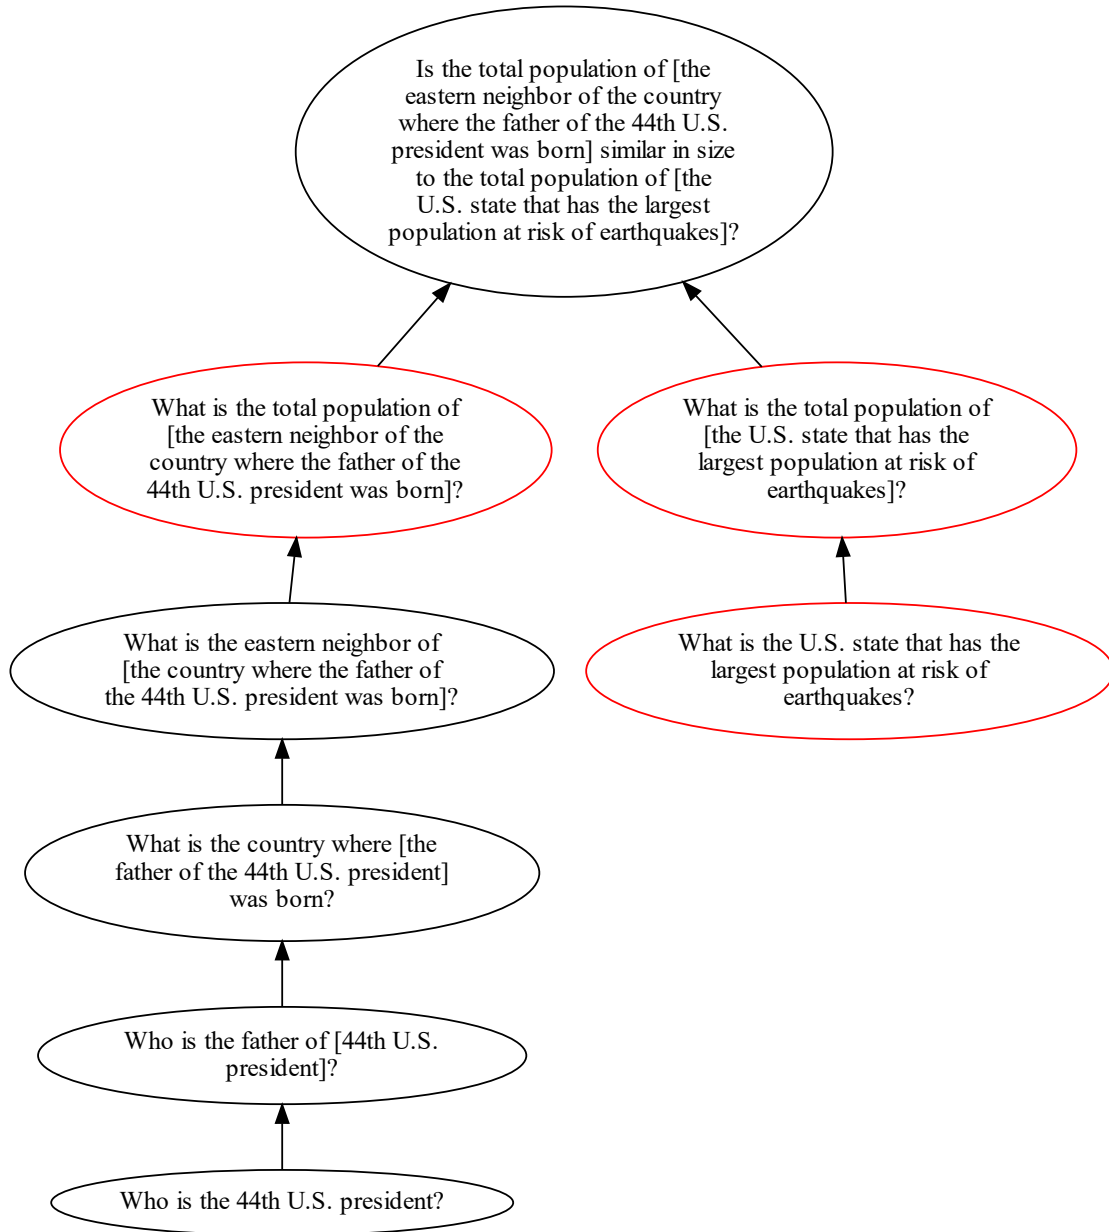 Is the total population of [the
eastern neighbor of the country
where the father of the 44th U.S.
president was born] similar in size
to the total population of [the
U.S. state that has the largest
population at risk of earthquakes]?
What is the total population of
[the eastern neighbor of the
country where the father of the
44th U.S. president was born]?
What is the total population of
[the U.S. state that has the
largest population at risk of
earthquakes]?
What is the eastern neighbor of
[the country where the father of
the 44th U.S. president was born]?
What is the U.S. state that has the
largest population at risk of
earthquakes?
What is the country where [the
father of the 44th U.S. president]
was born?
Who is the father of [44th U.S.
president]?
Who is the 44th U.S. president?